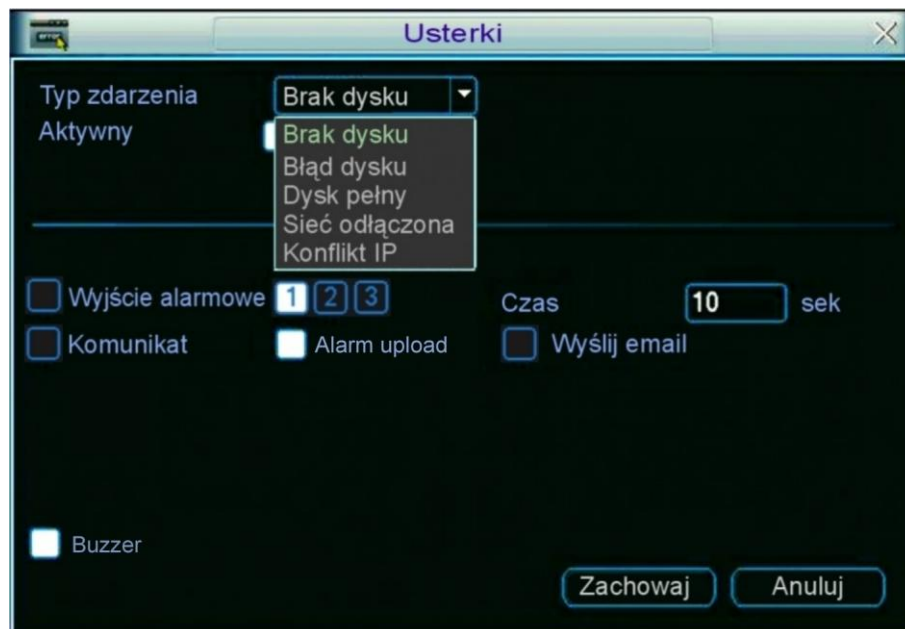 Usterki
Typ zdarzenia Brak dysku
Aktywny
Brak dysku
Błąd dysku
Dysk pełny
Sieć odłączona
Konflikt IP
Wyjście alarmowe 1 2 3 Czas 10 sek
Komunikat Alarm upload Wyślij email
Buzzer
Zachowaj Anuluj